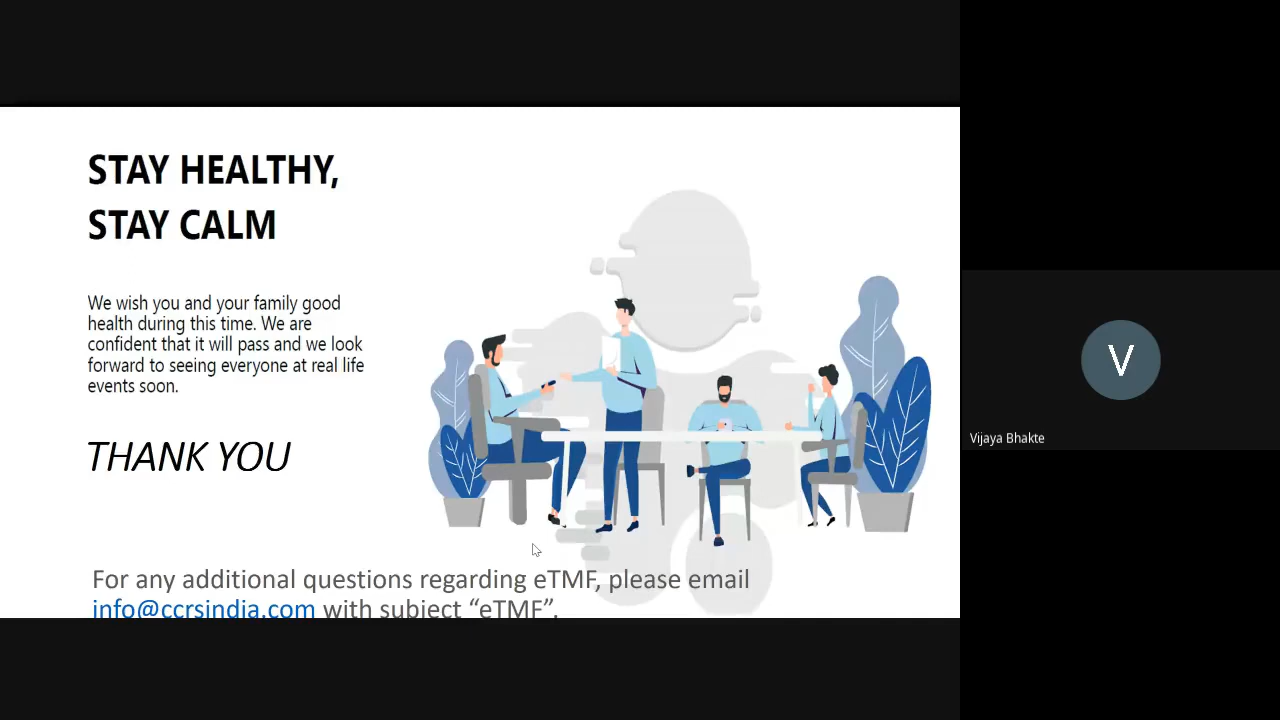 STAY HEALTHY,
STAY CALM
We wish you and your family good
health during this time. We are
confident that it will pass and we look
forward to seeing everyone at real life
events soon.
THANK YOU
For any additional questions regarding eTMF, please email
info@ccrsindia.com with subject “eTMF”.
V
Vijaya Bhakte